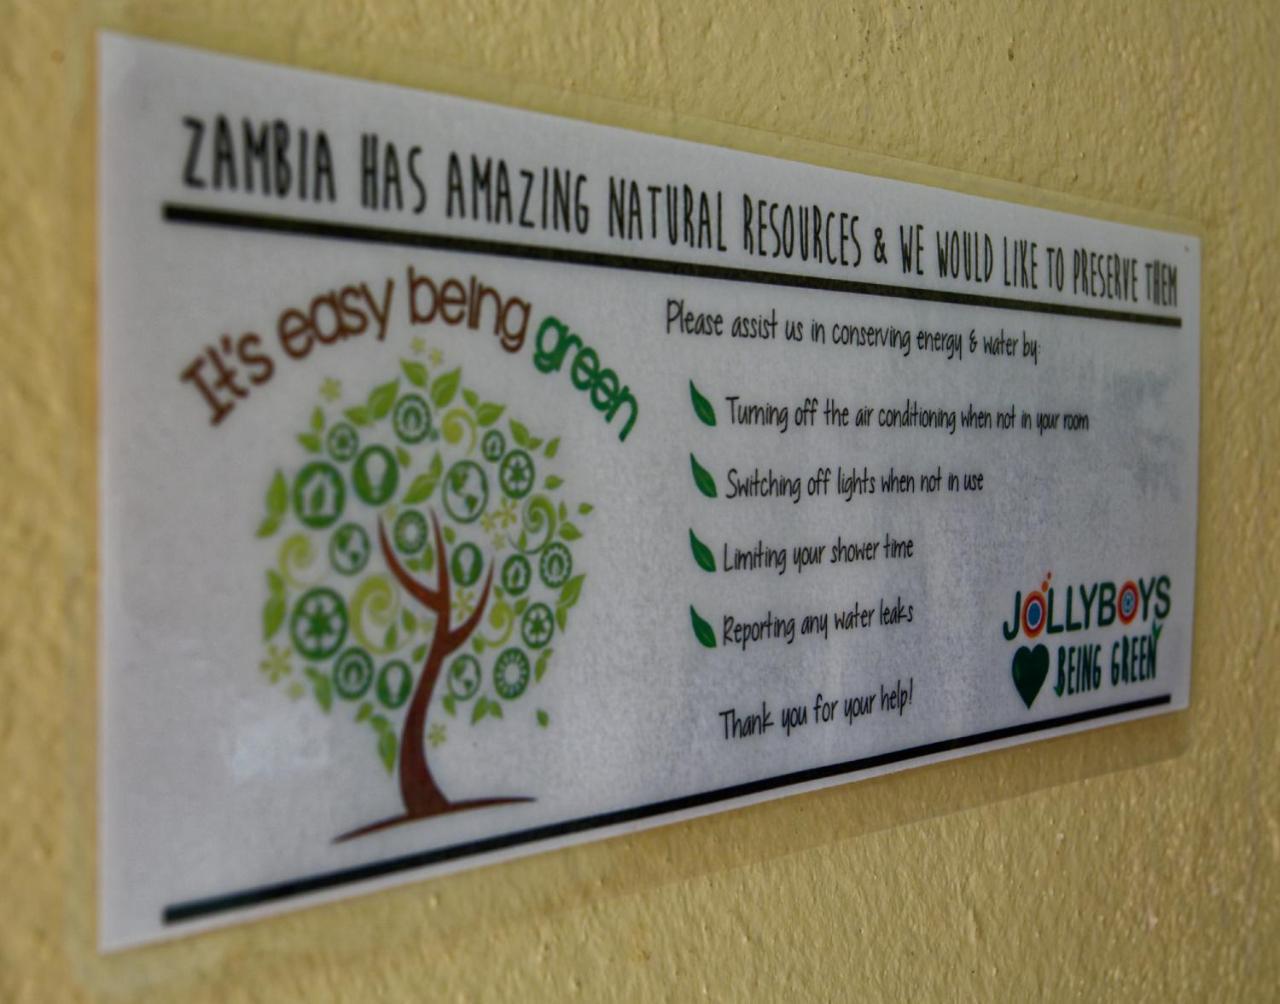 ZAMBIA HAS AMAZING NATURAL RESOURCES & WE WOULD LIKE TO PRESERVE THEM
It's easy being green
Please assist us in conserving energy & water by:
Turning off the air conditioning when not in your room
Switching off lights when not in use
Limiting your shower time
Reporting any water leaks
Thank you for your help!
JOLLYBOYS
BEING GREEN